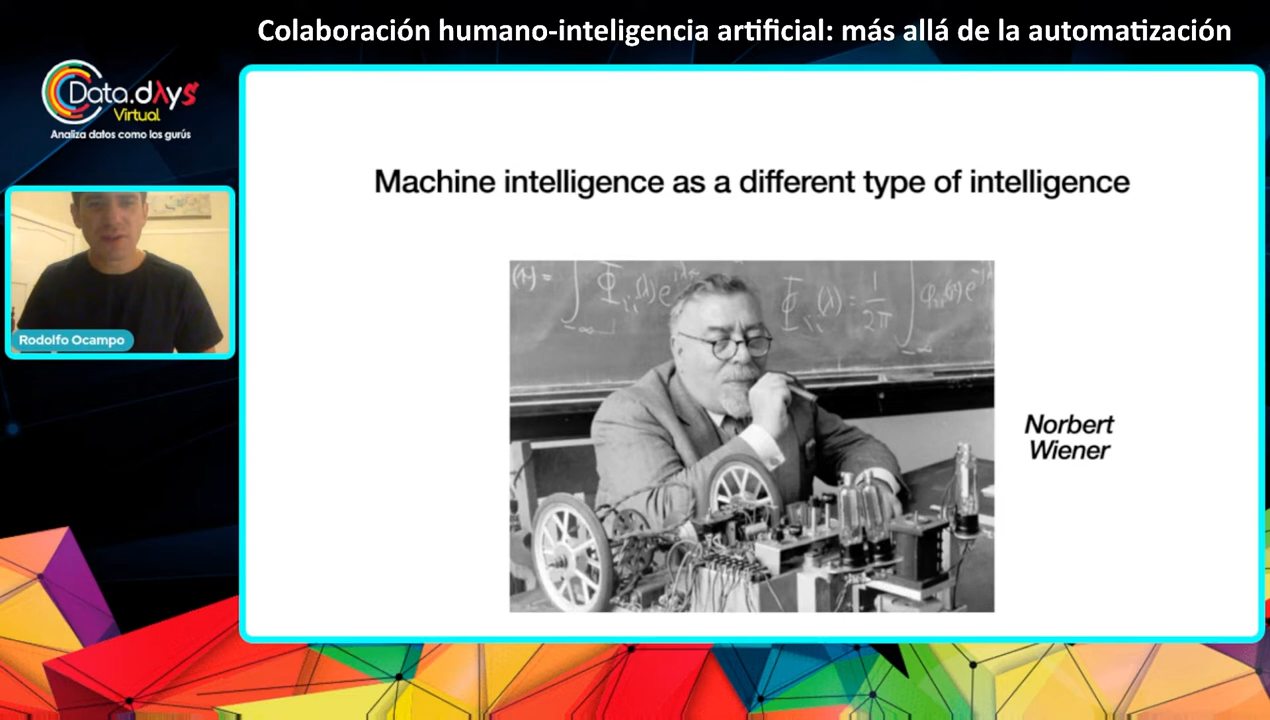 Colaboración humano-inteligencia artificial: más allá de la automatización
Data.dλys
Virtual
Analiza datos como los gurús
Rodolfo Ocampo
Machine intelligence as a different type of intelligence
Norbert
Wiener